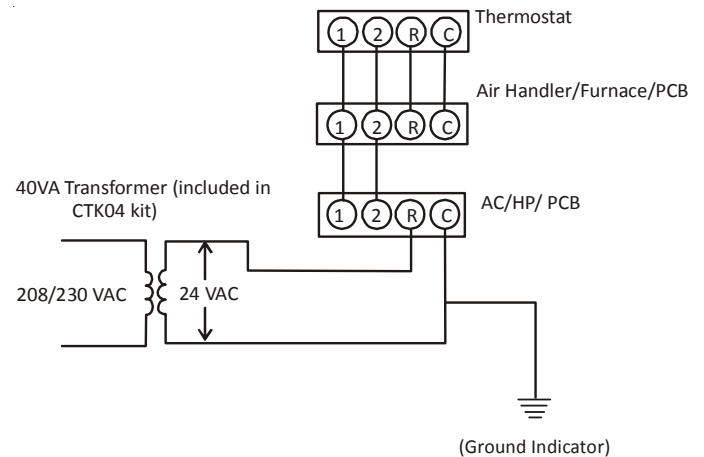 Thermostat
1 2 R C
Air Handler/Furnace/PCB
1 2 R C
40VA Transformer (included in
CTK04 kit)
AC/HP/ PCB
1 2 R C
208/230 VAC
24 VAC
(Ground Indicator)